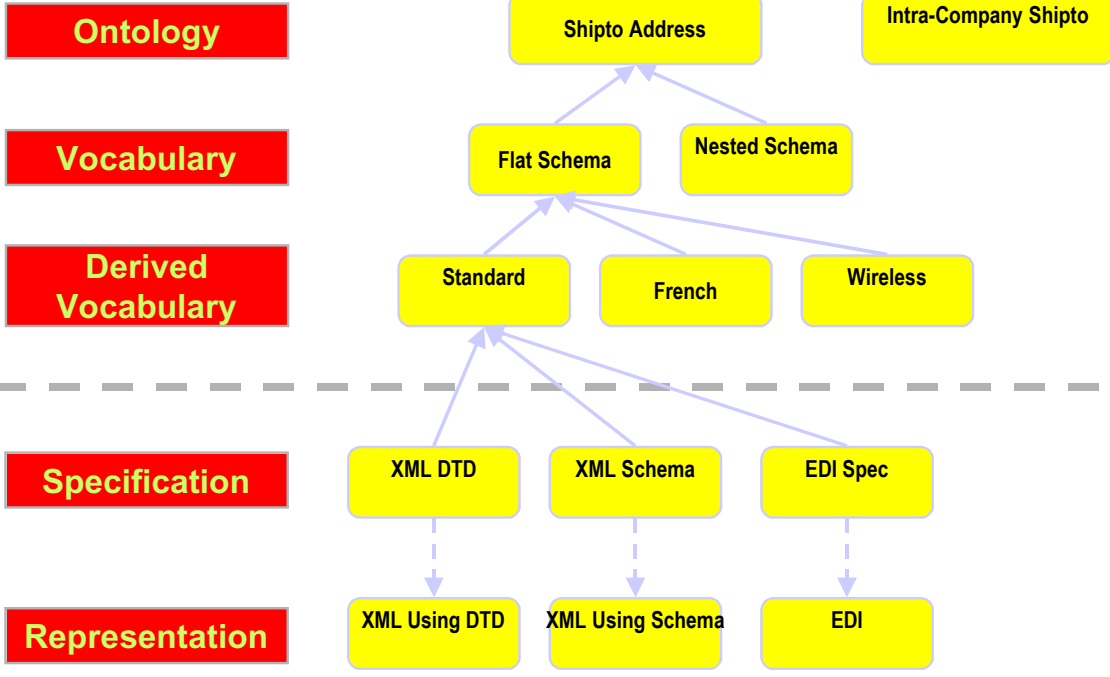 Ontology
Shipto Address
Intra-Company Shipto
Vocabulary
Flat Schema
Nested Schema
Derived
Vocabulary
Standard
French
Wireless
Specification
XML DTD
XML Schema
EDI Spec
Representation
XML Using DTD
XML Using Schema
EDI